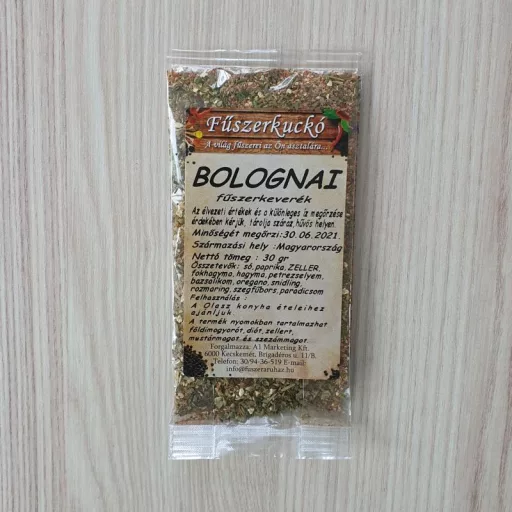 Fűszerkuckó
A világ fűszerei az Ön asztalára...
BOLOGNAI
fűszerkeverék
Az élvezeti értékek és a különleges íz megőrzése
érdekében kérjük, tárolja száraz, hűvös helyen.
Minőségét megőrzi:30.06.2021.
Származási hely :Magyarország
Nettó tömeg : 30 gr
Összetevők: só, paprika, ZELLER,
fokhagyma, hagyma, petrezselyem,
bazsalikom, oregano, snidling,
rozmaring, szegfűbors, paradicsom
Felhasználás :
A Olasz konyha ételeihez
ajánljuk
A termék nyomokban tartalmazhat
földimogyorót, diót, zellert,
mustármagot és szezámmagot
Forgalmazza: A1 Marketing Kft.
6000 Kecskemét, Brigadéros u. 11/B.
Telefon: 30/94-36-519 E-mail:
info@fuszeraruhaz.hu